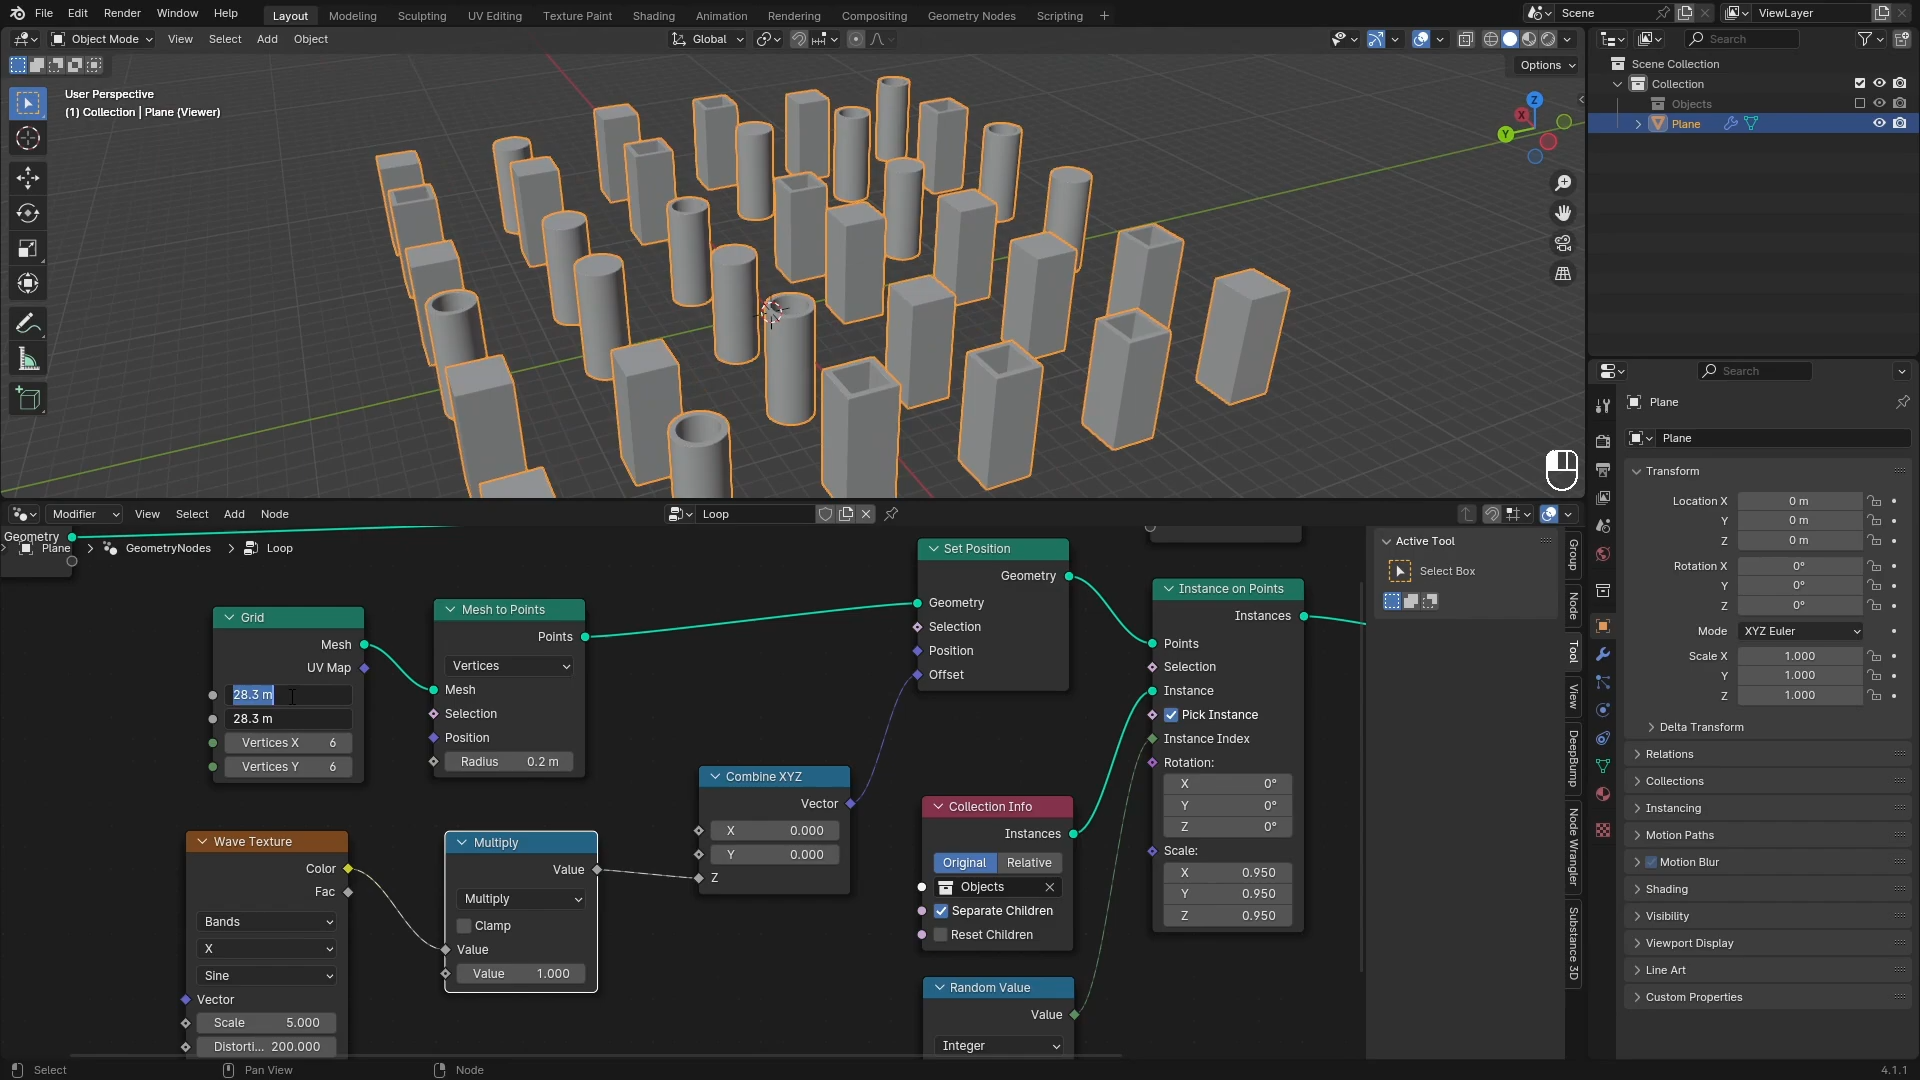 File Edit Render Window Help Layout Modeling Sculpting UV Editing Texture Paint Shading Animation Rendering Compositing Geometry Nodes Scripting + Scene ViewLayer
Object Mode View Select Add Object Global Search
Options
User Perspective
(1) Collection | Plane (Viewer)
Z
X
Y
Scene Collection
Collection
Objects
Plane
Search
Plane
Plane
Transform
Location X 0 m
Y 0 m
Z 0 m
Rotation X 0°
Y 0°
Z 0°
Mode XYZ Euler
Scale X 1.000
Y 1.000
Z 1.000
Delta Transform
Relations
Collections
Instancing
Motion Paths
Motion Blur
Shading
Visibility
Viewport Display
Line Art
Custom Properties
Modifier View Select Add Node Loop
Geometry
Plane > GeometryNodes > Loop
Grid
Mesh
UV Map
28.3 m
28.3 m
Vertices X 6
Vertices Y 6
Mesh to Points
Points
Vertices
Mesh
Selection
Position
Radius 0.2 m
Set Position
Geometry
Geometry
Selection
Position
Offset
Instance on Points
Instances
Points
Selection
Instance
Pick Instance
Instance Index
Rotation:
X 0°
Y 0°
Z 0°
Scale:
X 0.950
Y 0.950
Z 0.950
Wave Texture
Color
Fac
Bands
X
Sine
Vector
Scale 5.000
Distorti... 200.000
Multiply
Value
Multiply
Clamp
Value
Value 1.000
Combine XYZ
Vector
X 0.000
Y 0.000
Z
Collection Info
Instances
Original Relative
Objects
Separate Children
Reset Children
Random Value
Value
Integer
Active Tool
Select Box
Group
Node
Tool
View
DeepBump
Node Wrangler
Substance 3D
Select Pan View Node 4.1.1